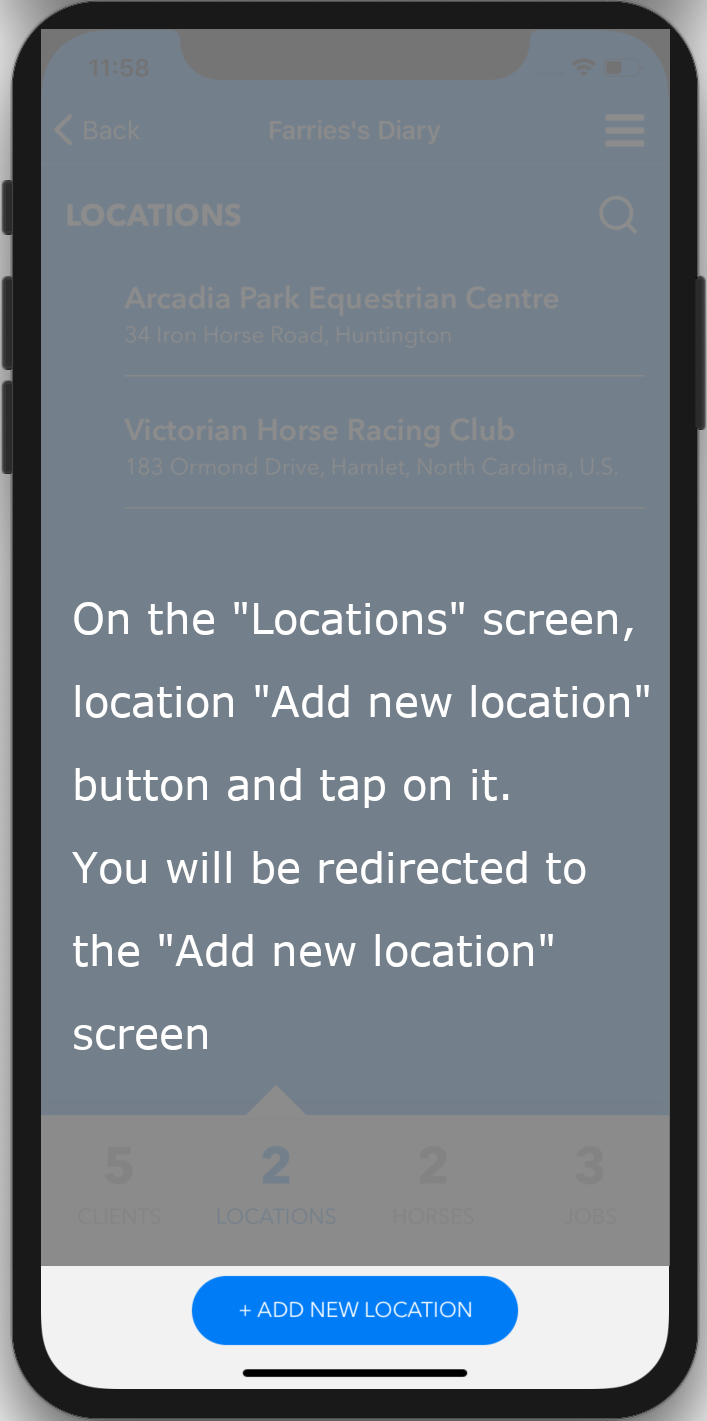 11:58
Back
Farries's Diary
LOCATIONS
Arcadia Park Equestrian Centre
34 Iron Horse Road, Huntington
Victorian Horse Racing Club
183 Ormond Drive, Hamlet, North Carolina, U.S.
On the "Locations" screen,
location "Add new location"
button and tap on it.
You will be redirected to
the "Add new location"
screen
5 2 2 3
CLIENTS LOCATIONS HORSES JOBS
+ ADD NEW LOCATION